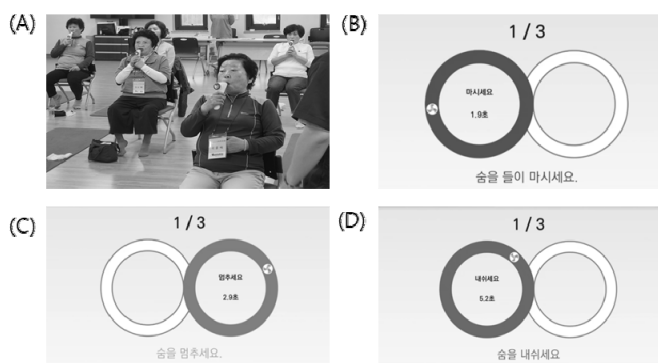 (A)
(B)
1 / 3
마시세요
1.9초
숨을 들이 마시세요.
(C)
1 / 3
멈추세요
2.9초
숨을 멈추세요.
(D)
1 / 3
내쉬세요
5.2초
숨을 내쉬세요